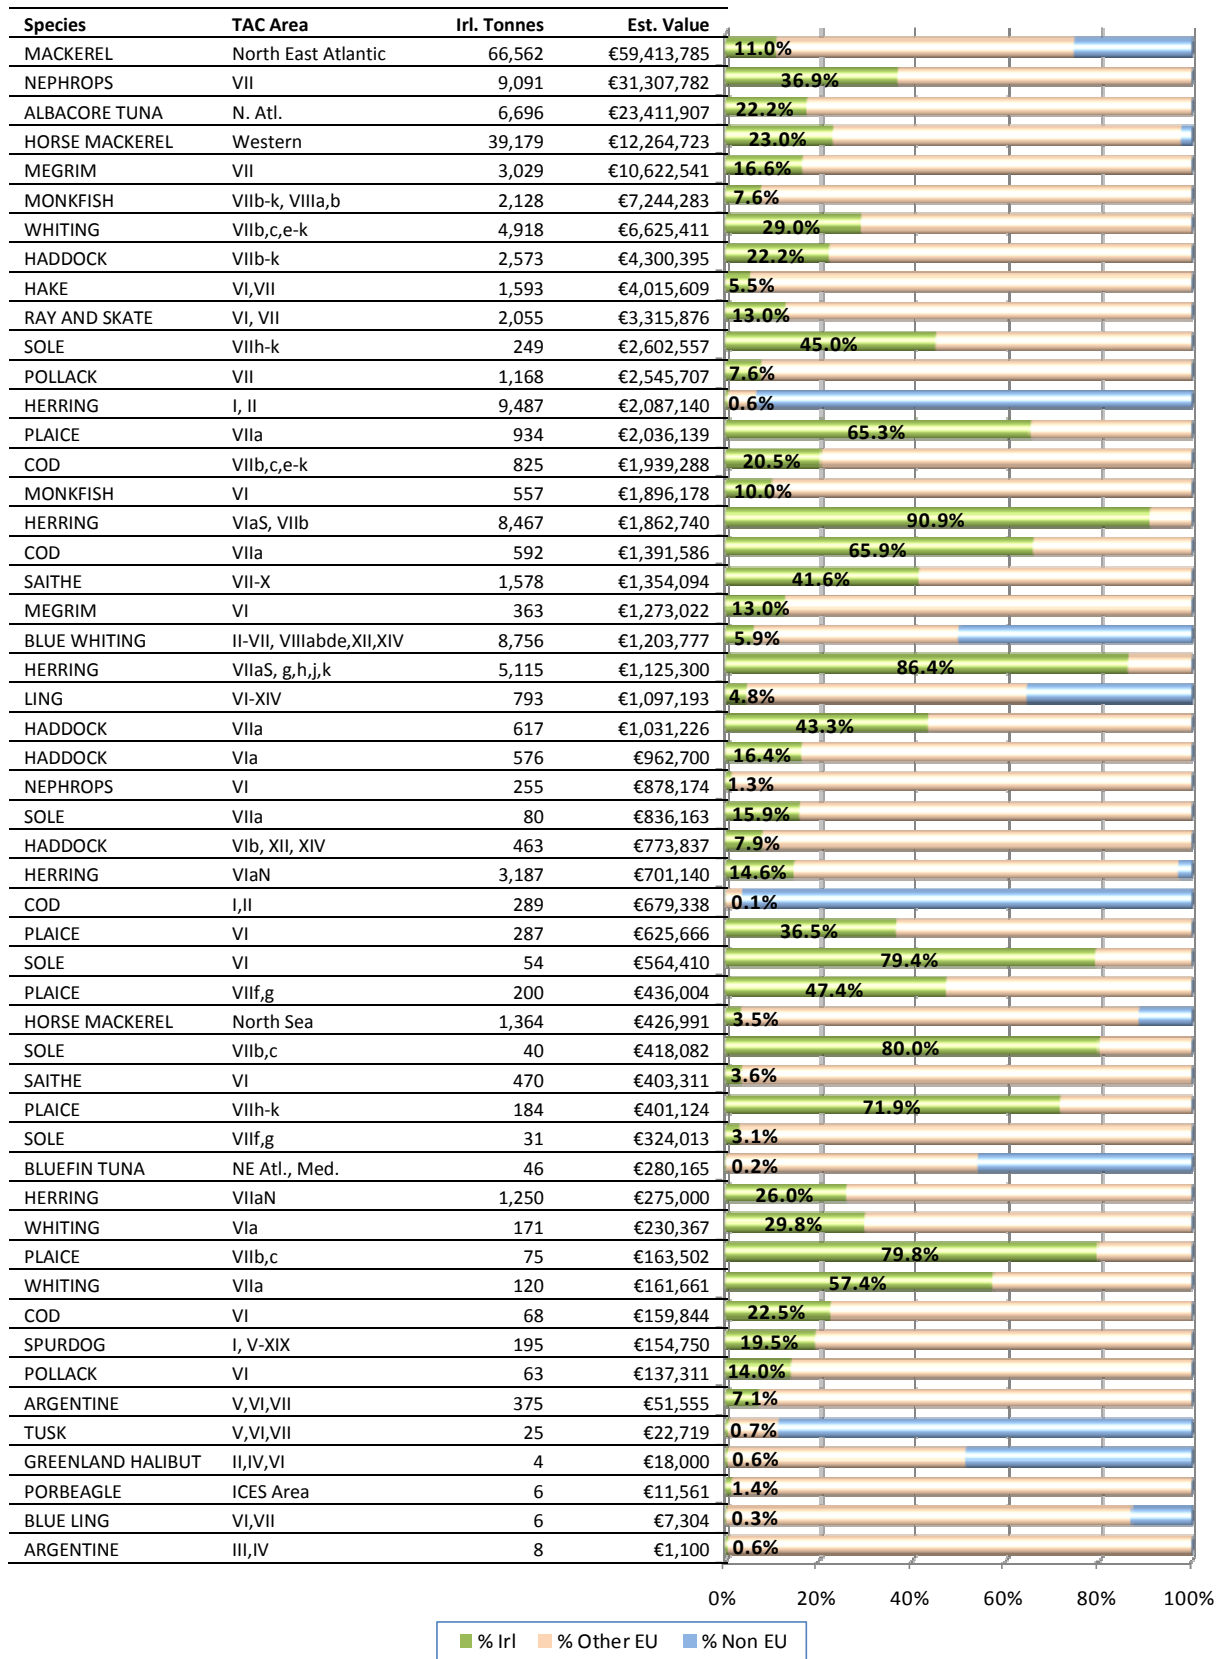 Species TAC Area Irl. Tonnes Est. Value
MACKEREL North East Atlantic 66,562 €59,413,785 11.0%
NEPHROPS VII 9,091 €31,307,782 36.9%
ALBACORE TUNA N. Atl. 6,696 €23,411,907 22.2%
HORSE MACKEREL Western 39,179 €12,264,723 23.0%
MEGRIM VII 3,029 €10,622,541 16.6%
MONKFISH VIIb-k, VIIIa,b 2,128 €7,244,283 7.6%
WHITING VIIb,c,e-k 4,918 €6,625,411 29.0%
HADDOCK VIIb-k 2,573 €4,300,395 22.2%
HAKE VI,VII 1,593 €4,015,609 5.5%
RAY AND SKATE VI, VII 2,055 €3,315,876 13.0%
SOLE VIIh-k 249 €2,602,557 45.0%
POLLACK VII 1,168 €2,545,707 7.6%
HERRING I, II 9,487 €2,087,140 0.6%
PLAICE VIIa 934 €2,036,139 65.3%
COD VIIb,c,e-k 825 €1,939,288 20.5%
MONKFISH VI 557 €1,896,178 10.0%
HERRING VIaS, VIIb 8,467 €1,862,740 90.9%
COD VIIa 592 €1,391,586 65.9%
SAITHE VII-X 1,578 €1,354,094 41.6%
MEGRIM VI 363 €1,273,022 13.0%
BLUE WHITING II-VII, VIIIabde,XII,XIV 8,756 €1,203,777 5.9%
HERRING VIIaS, g,h,j,k 5,115 €1,125,300 86.4%
LING VI-XIV 793 €1,097,193 4.8%
HADDOCK VIIa 617 €1,031,226 43.3%
HADDOCK VIa 576 €962,700 16.4%
NEPHROPS VI 255 €878,174 1.3%
SOLE VIIa 80 €836,163 15.9%
HADDOCK VIb, XII, XIV 463 €773,837 7.9%
HERRING VIaN 3,187 €701,140 14.6%
COD I,II 289 €679,338 0.1%
PLAICE VI 287 €625,666 36.5%
SOLE VI 54 €564,410 79.4%
PLAICE VIIf,g 200 €436,004 47.4%
HORSE MACKEREL North Sea 1,364 €426,991 3.5%
SOLE VIIb,c 40 €418,082 80.0%
SAITHE VI 470 €403,311 3.6%
PLAICE VIIh-k 184 €401,124 71.9%
SOLE VIIf,g 31 €324,013 3.1%
BLUEFIN TUNA NE Atl., Med. 46 €280,165 0.2%
HERRING VIIaN 1,250 €275,000 26.0%
WHITING VIa 171 €230,367 29.8%
PLAICE VIIb,c 75 €163,502 79.8%
WHITING VIIa 120 €161,661 57.4%
COD VI 68 €159,844 22.5%
SPURDOG I, V-XIX 195 €154,750 19.5%
POLLACK VI 63 €137,311 14.0%
ARGENTINE V,VI,VII 375 €51,555 7.1%
TUSK V,VI,VII 25 €22,719 0.7%
GREENLAND HALIBUT II,IV,VI 4 €18,000 0.6%
PORBEAGLE ICES Area 6 €11,561 1.4%
BLUE LING VI,VII 6 €7,304 0.3%
ARGENTINE III,IV 8 €1,100 0.6%
0% 20% 40% 60% 80% 100%
% Irl % Other EU % Non EU